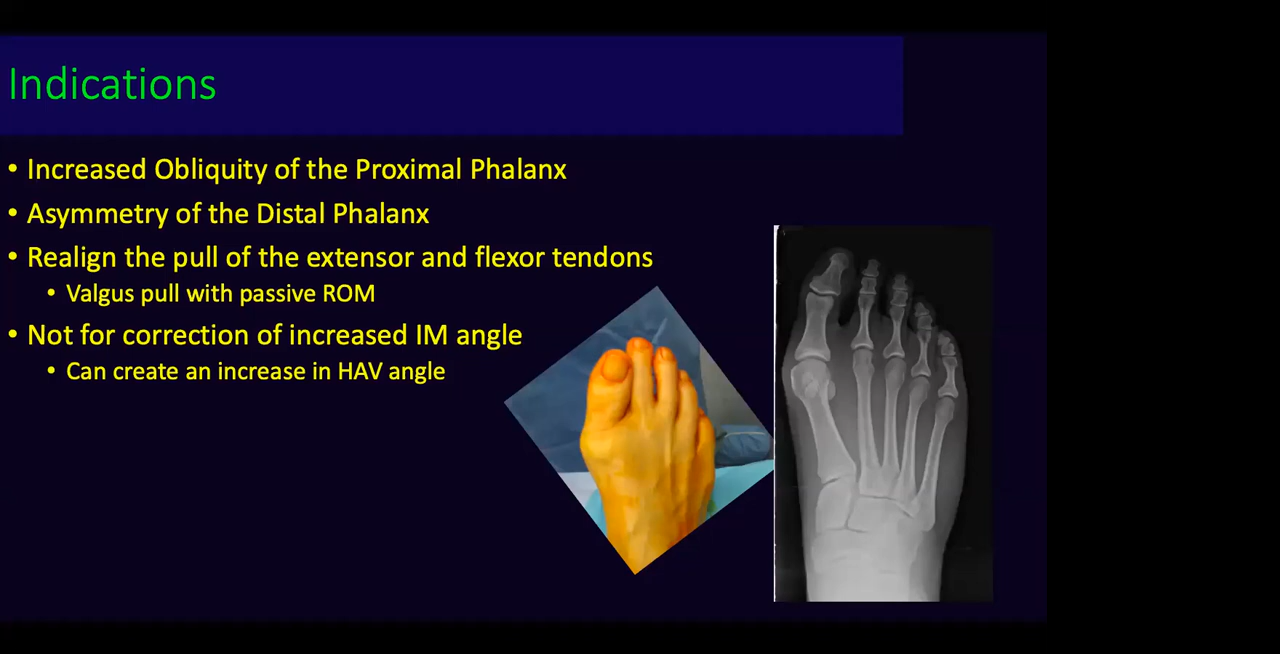 Indications
• Increased Obliquity of the Proximal Phalanx
• Asymmetry of the Distal Phalanx
• Realign the pull of the extensor and flexor tendons
• Valgus pull with passive ROM
• Not for correction of increased IM angle
• Can create an increase in HAV angle